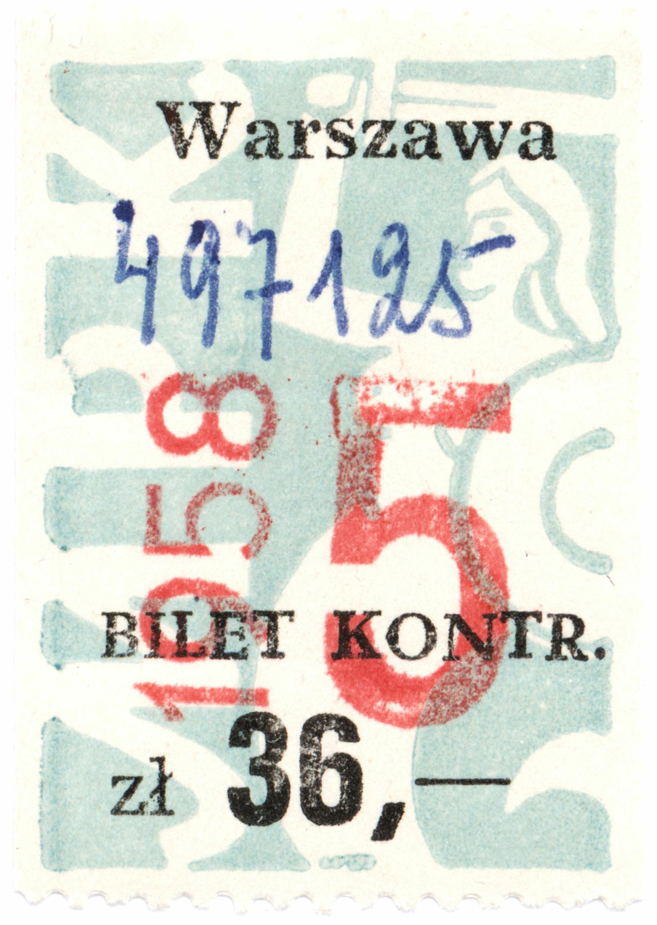 Warszawa
497125
1958
5
BILET KONTR.
zł 36,—